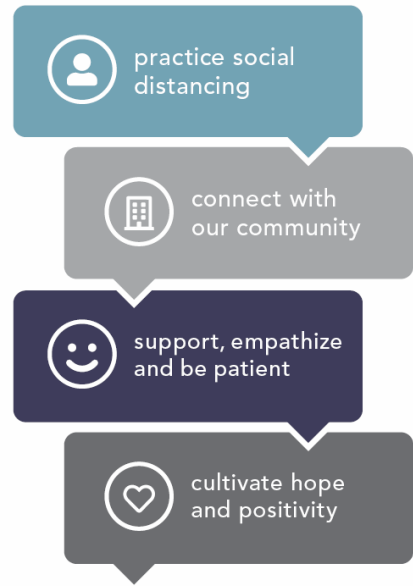 practice social
distancing
connect with
our community
support, empathize
and be patient
cultivate hope
and positivity